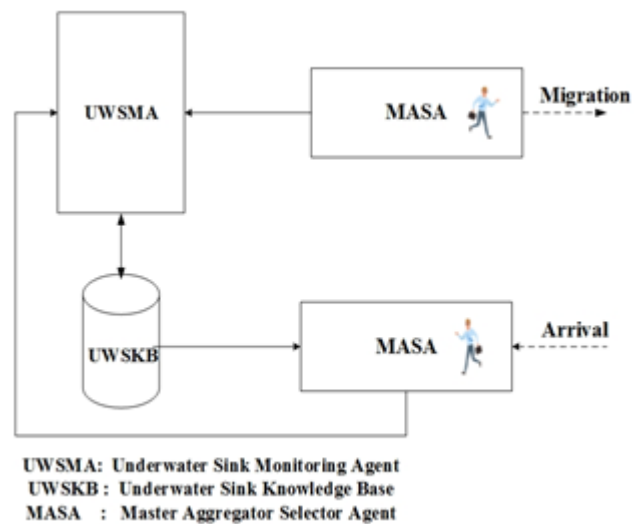 Migration
UWSMA
MASA
Arrival
UWSKB
MASA
UWSMA: Underwater Sink Monitoring Agent
UWSKB : Underwater Sink Knowledge Base
MASA : Master Aggregator Selector Agent